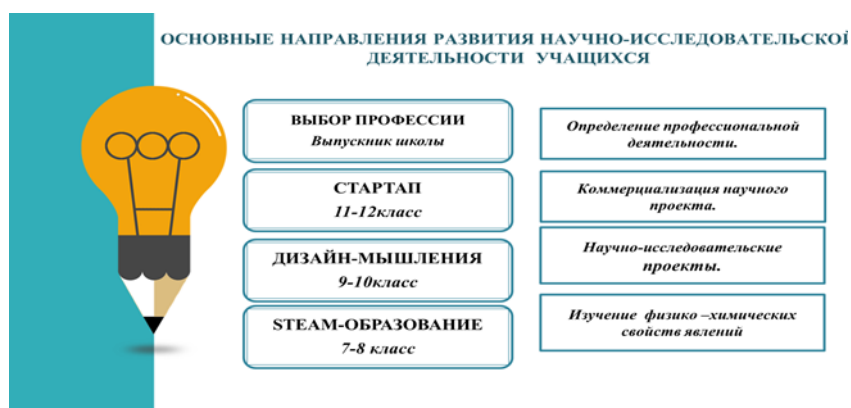 ОСНОВНЫЕ НАПРАВЛЕНИЯ РАЗВИТИЯ НАУЧНО-ИССЛЕДОВАТЕЛЬСКОЙ
ДЕЯТЕЛЬНОСТИ УЧАЩИХСЯ
ВЫБОР ПРОФЕССИИ
Выпускник школы
Определение профессиональной
деятельности.
СТАРТАП
11-12класс
Коммерциализация научного
проекта.
ДИЗАЙН-МЫШЛЕНИЯ
9-10класс
Научно-исследовательские
проекты.
STEAM-ОБРАЗОВАНИЕ
7-8 класс
Изучение физико –химических
свойств явлений